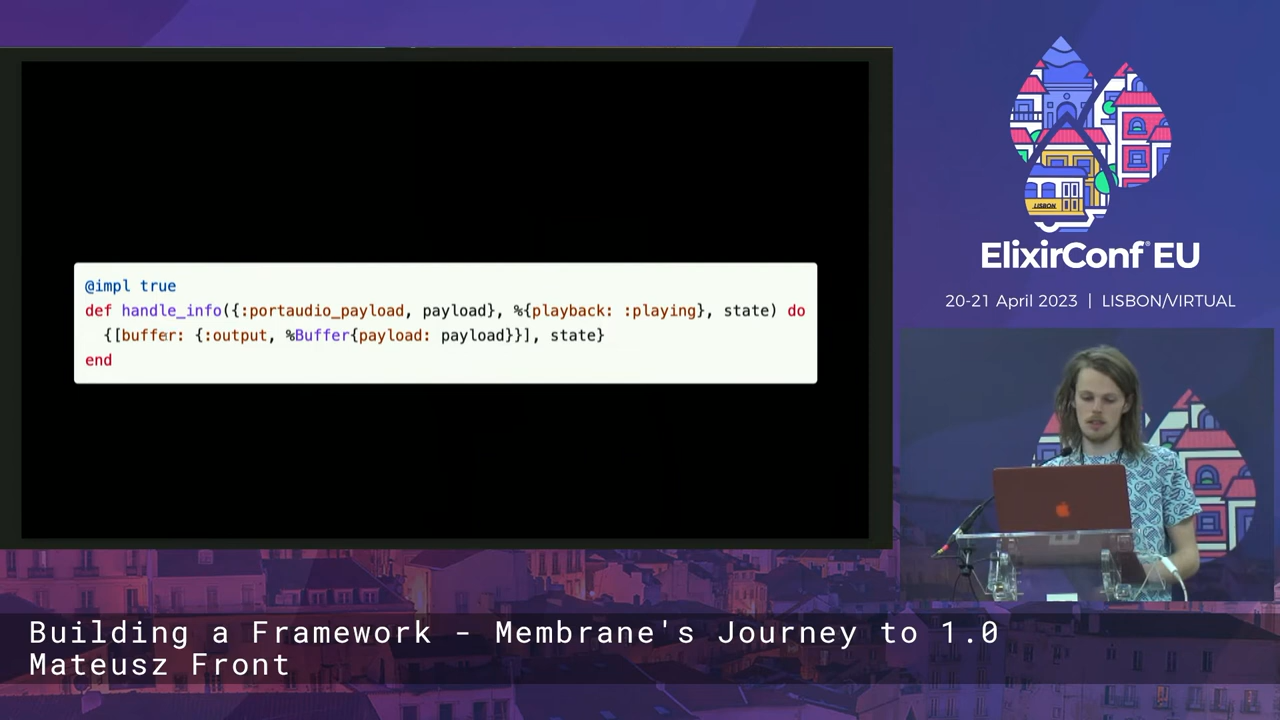 @impl true
def handle_info({:portaudio_payload, payload}, %{playback: :playing}, state) do
{[buffer: {:output, %Buffer{payload: payload}}], state}
end
LISBON
ElixirConf® EU
20-21 April 2023 | LISBON/VIRTUAL
Building a Framework - Membrane's Journey to 1.0
Mateusz Front